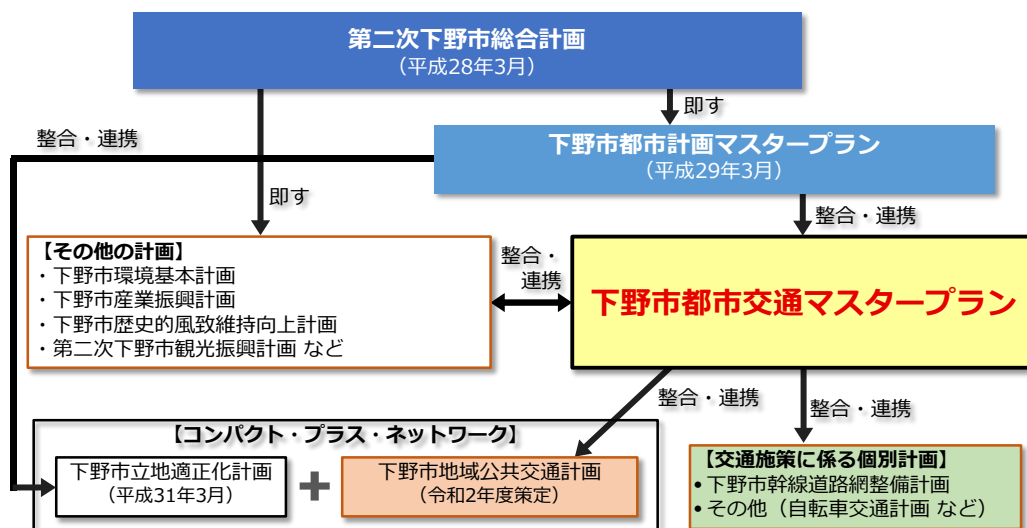 第二次下野市総合計画
（平成28年3月）
即す
整合・連携
下野市都市計画マスタープラン
（平成29年3月）
即す
整合・連携
【その他の計画】
・下野市環境基本計画
・下野市産業振興計画
・下野市歴史的風致維持向上計画
・第二次下野市観光振興計画 など
整合・
連携
下野市都市交通マスタープラン
整合・連携
整合・連携
【コンパクト・プラス・ネットワーク】
下野市立地適正化計画
（平成31年3月）
+
下野市地域公共交通計画
（令和2年度策定）
【交通施策に係る個別計画】
•下野市幹線道路網整備計画
•その他（自転車交通計画 など）